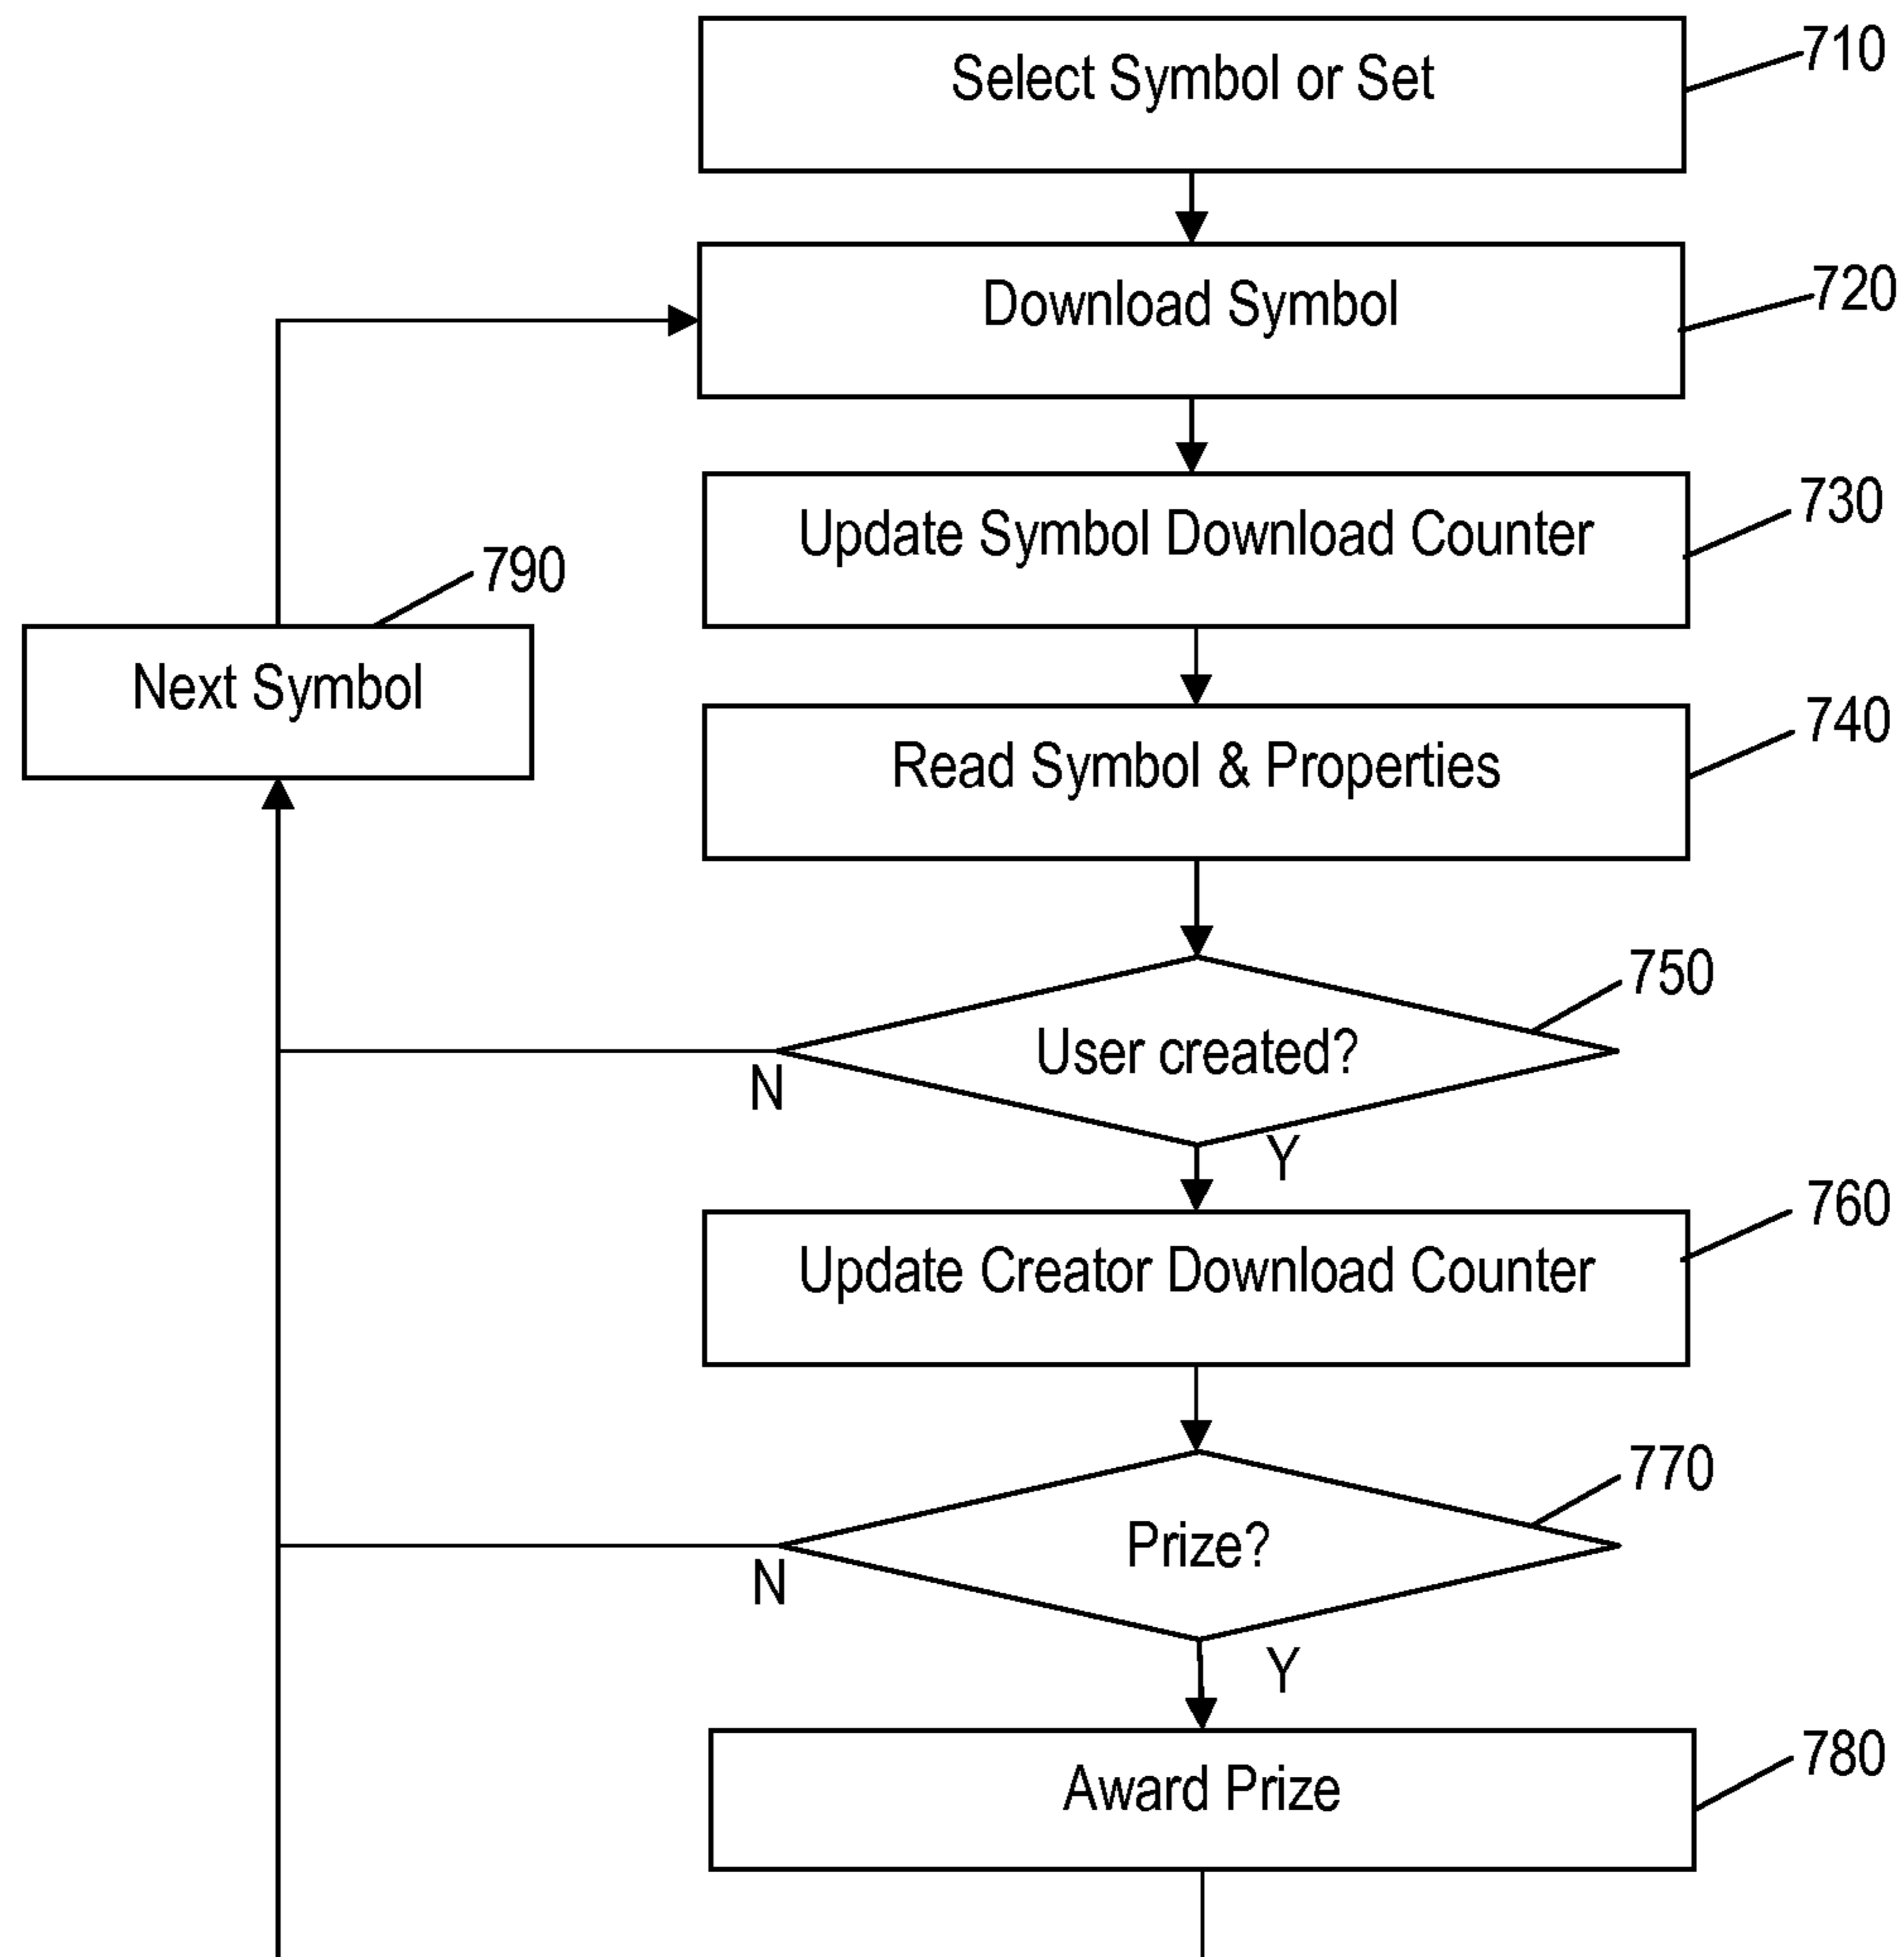 Select Symbol or Set
710
Download Symbol
720
Update Symbol Download Counter
730
790
Next Symbol
Read Symbol & Properties
740
750
User created?
N
Y
760
Update Creator Download Counter
770
Prize?
N
Y
780
Award Prize